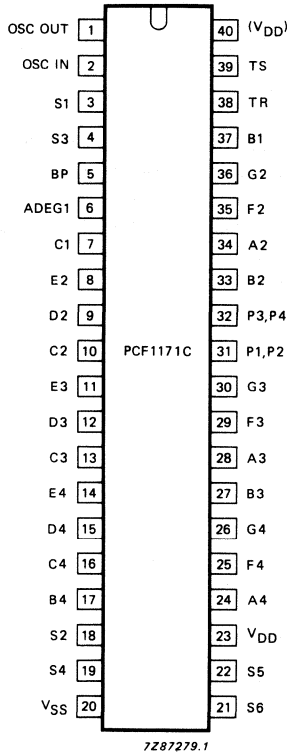 OSC OUT 1 40 (VDD)
OSC IN 2 39 TS
S1 3 38 TR
S3 4 37 B1
BP 5 36 G2
ADEG1 6 35 F2
C1 7 34 A2
E2 8 33 B2
D2 9 32 P3,P4
C2 10 PCF1171C 31 P1,P2
E3 11 30 G3
D3 12 29 F3
C3 13 28 A3
E4 14 27 B3
D4 15 26 G4
C4 16 25 F4
B4 17 24 A4
S2 18 23 VDD
S4 19 22 S5
VSS 20 21 S6
7Z87279.1